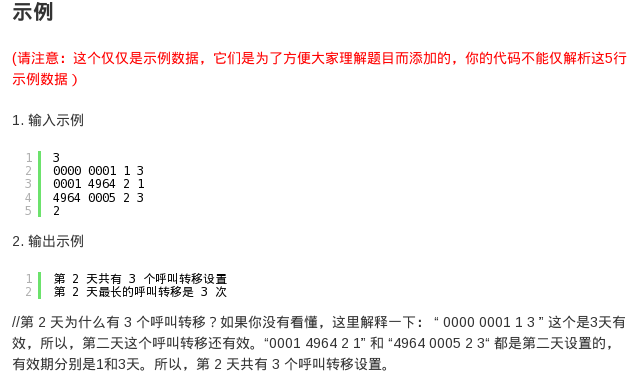 示例
(请注意：这个仅仅是示例数据，它们是为了方便大家理解题目而添加的，你的代码不能仅解析这5行
示例数据 )
1. 输入示例
1 3
2 0000 0001 1 3
3 0001 4964 2 1
4 4964 0005 2 3
5 2
2. 输出示例
1 第 2 天共有 3 个呼叫转移设置
2 第 2 天最长的呼叫转移是 3 次
//第 2 天为什么有 3 个呼叫转移？如果你没有看懂，这里解释一下： “ 0000 0001 1 3 ” 这个是3天有
效，所以，第二天这个呼叫转移还有效。“0001 4964 2 1” 和 “4964 0005 2 3“ 都是第二天设置的，
有效期分别是1和3天。所以，第 2 天共有 3 个呼叫转移设置。